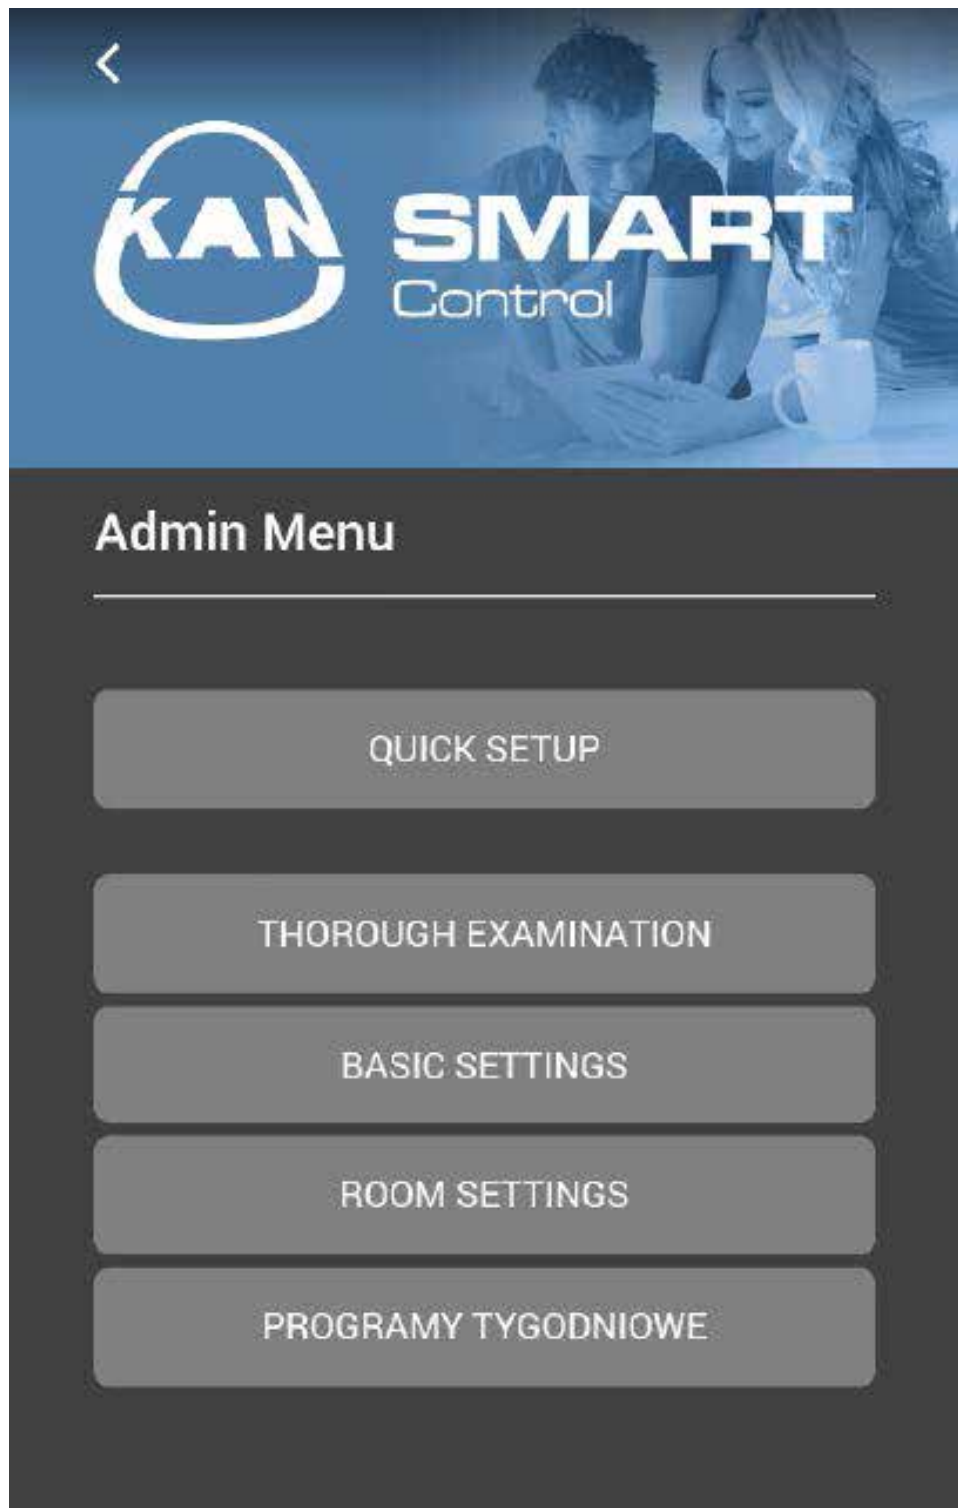 KAN SMART
Control
Admin Menu
QUICK SETUP
THOROUGH EXAMINATION
BASIC SETTINGS
ROOM SETTINGS
PROGRAMY TYGODNIOWE